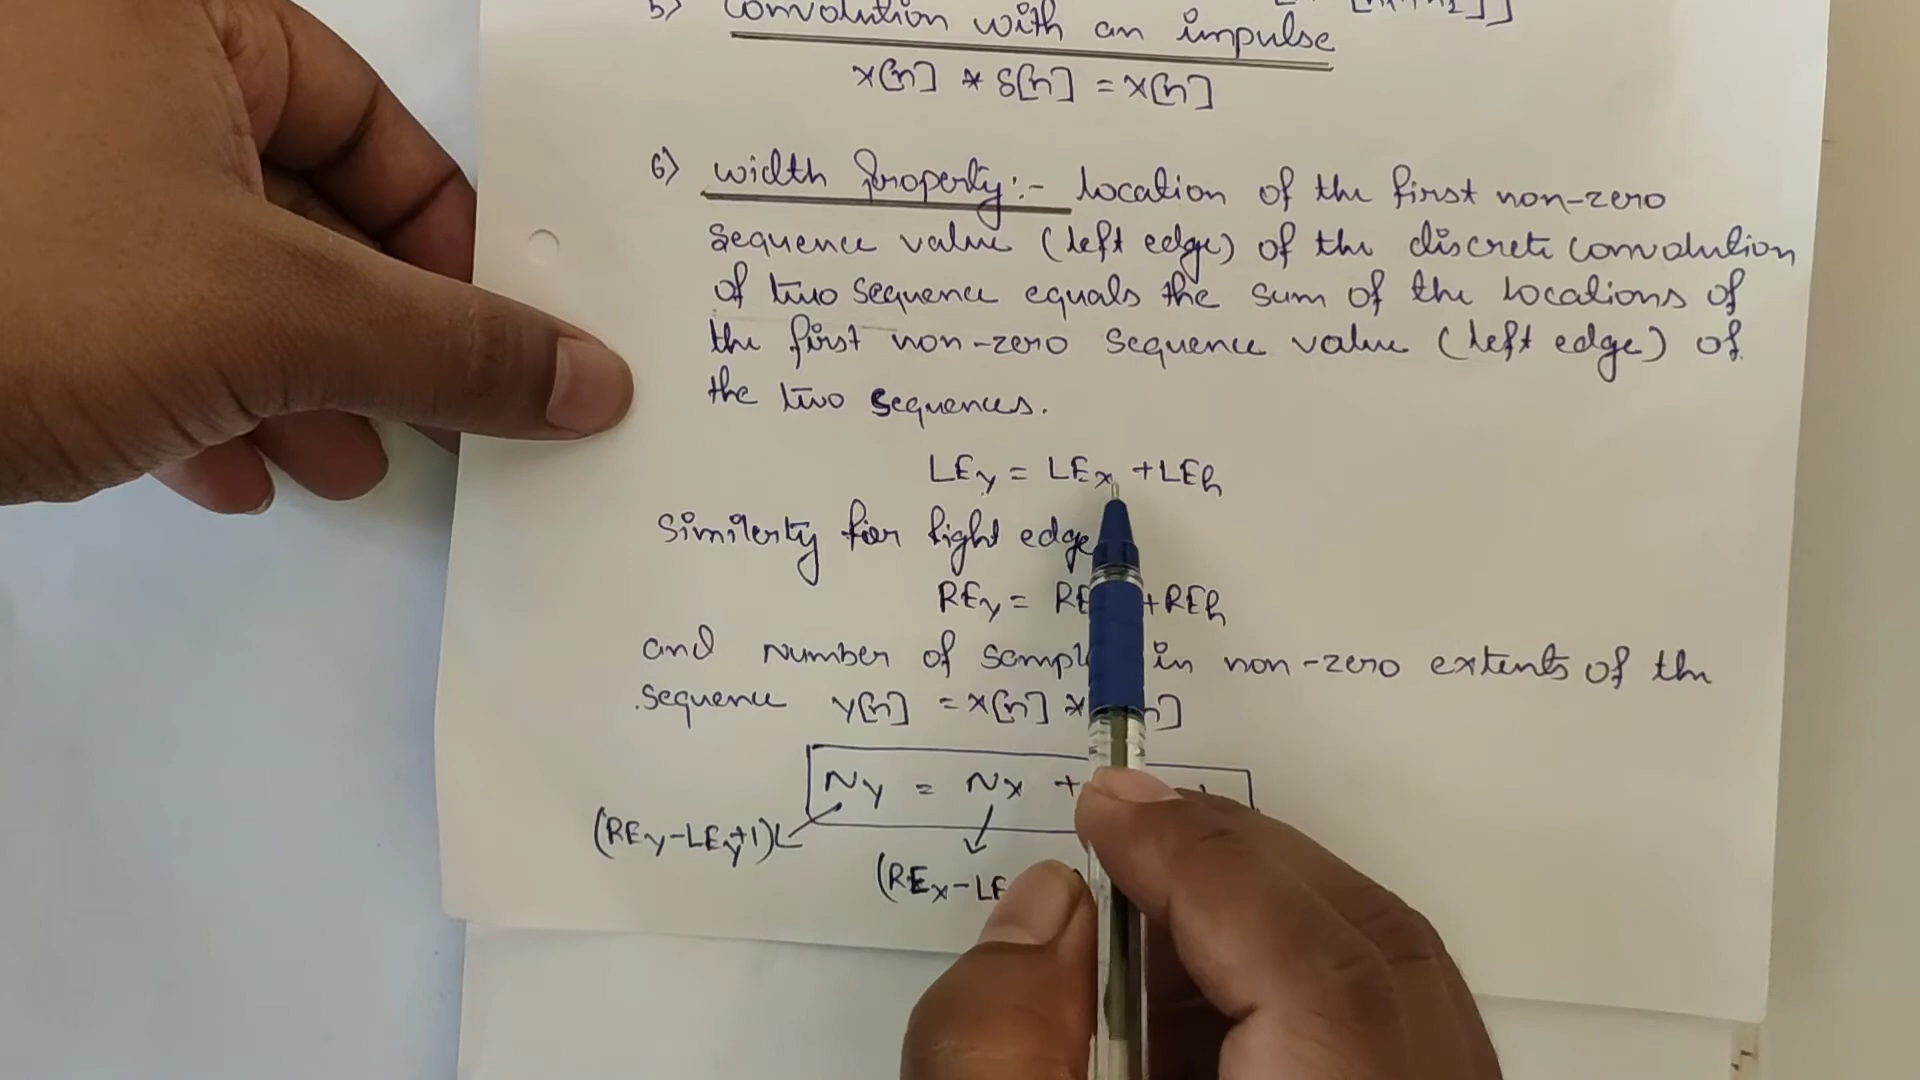 5) Convolution with an impulse
x[n] * δ[n] = x[n]
6) width property:- location of the first non-zero
sequence value (left edge) of the discrete convolution
of two sequence equals the sum of the locations of
the first non-zero sequence value (left edge) of
the two sequences.
LEy = LEx + LEh
Similerty for right edge
REy = RE + REh
and number of sampl in non-zero extents of the
sequence y[n] = x[n] * n]
Ny = Nx +
(REy-LEy+1)
(REx-LE